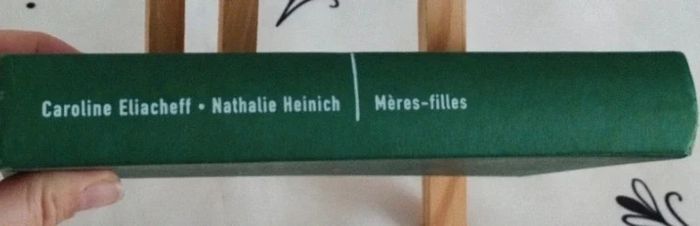 Caroline Eliacheff • Nathalie Heinich | Mères-filles